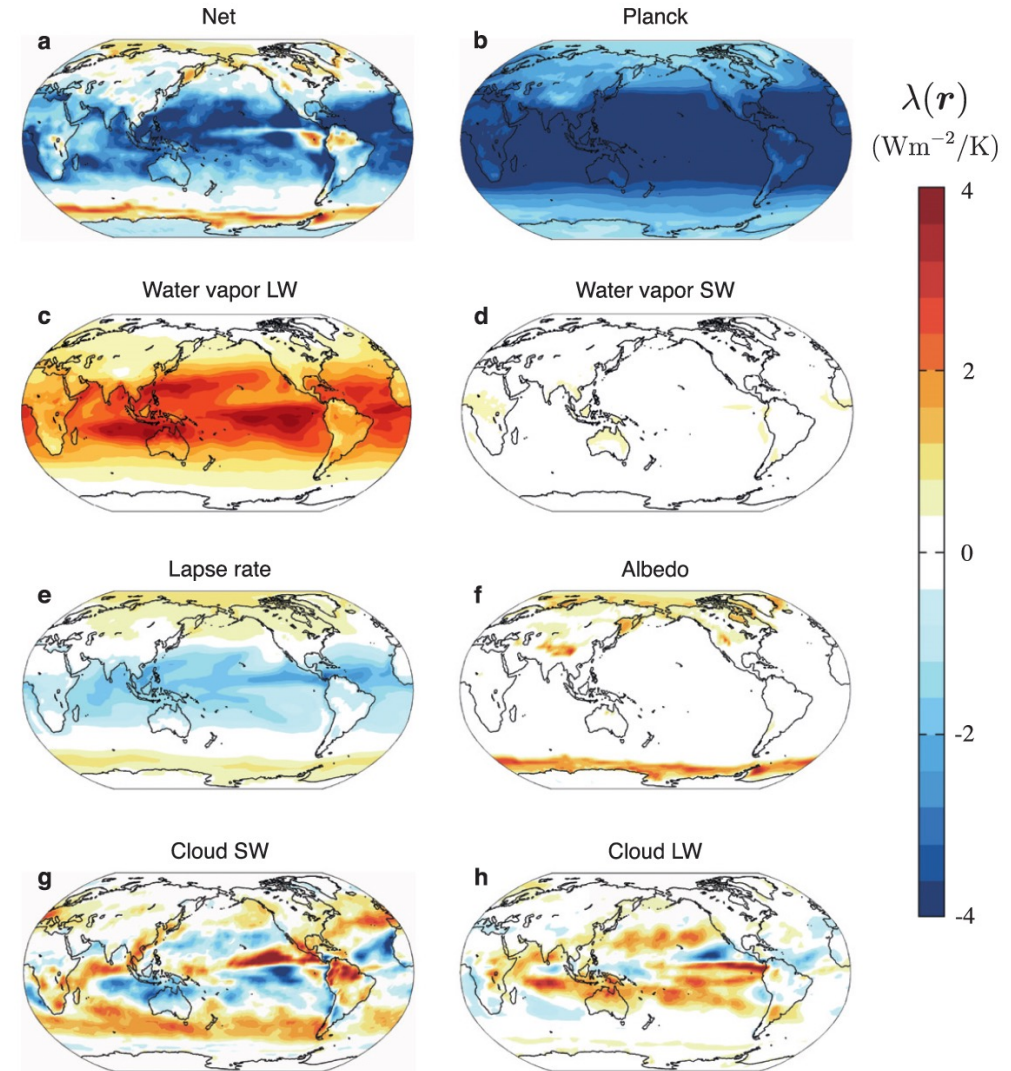 Net
Planck
a
b
λ(r)
(Wm−2/K)
4
2
0
-2
-4
Water vapor LW
Water vapor SW
c
d
Lapse rate
Albedo
e
f
Cloud SW
Cloud LW
g
h